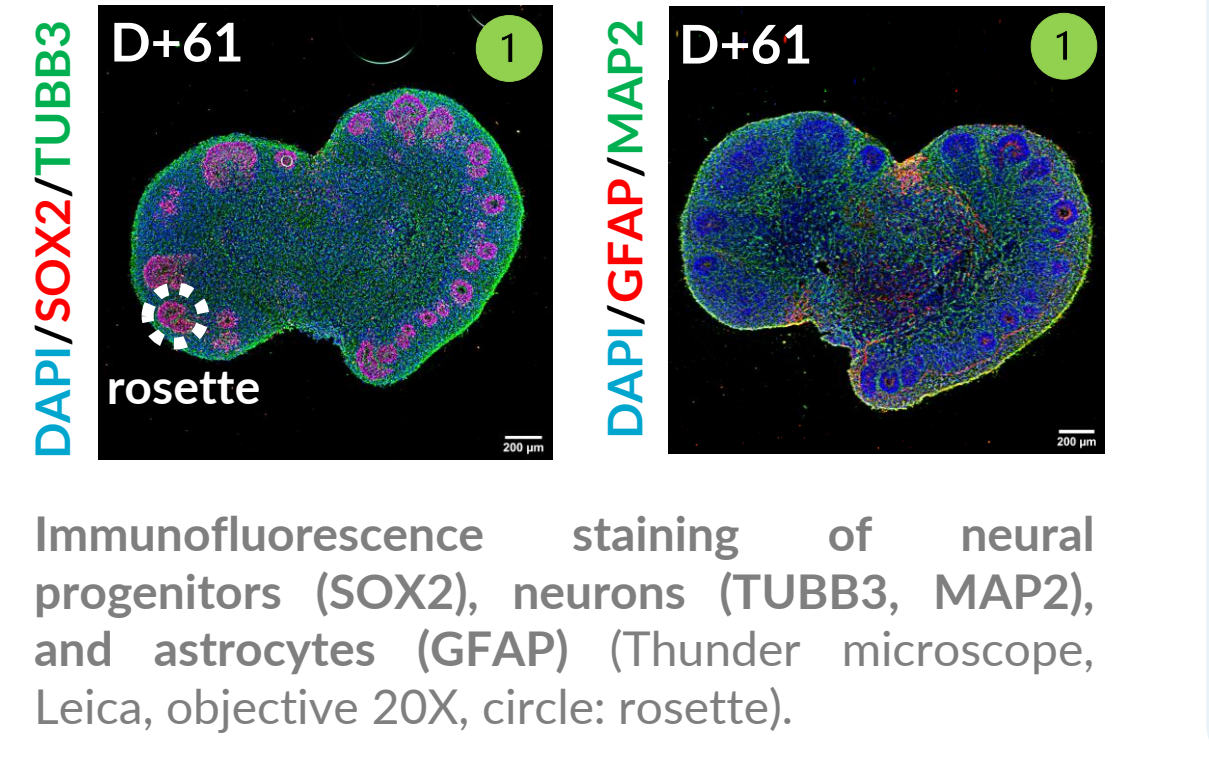 DAPI/SOX2/TUBB3
D+61
1
rosette
200 µm
DAPI/GFAP/MAP2
D+61
1
200 µm
Immunofluorescence staining of neural
progenitors (SOX2), neurons (TUBB3, MAP2),
and astrocytes (GFAP) (Thunder microscope,
Leica, objective 20X, circle: rosette).